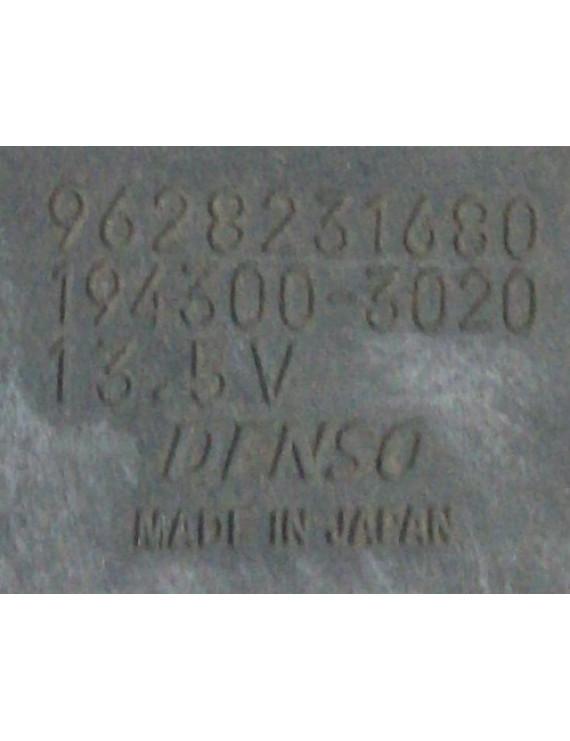 9628231680
194300-3020
13.5V
DENSO
MADE IN JAPAN